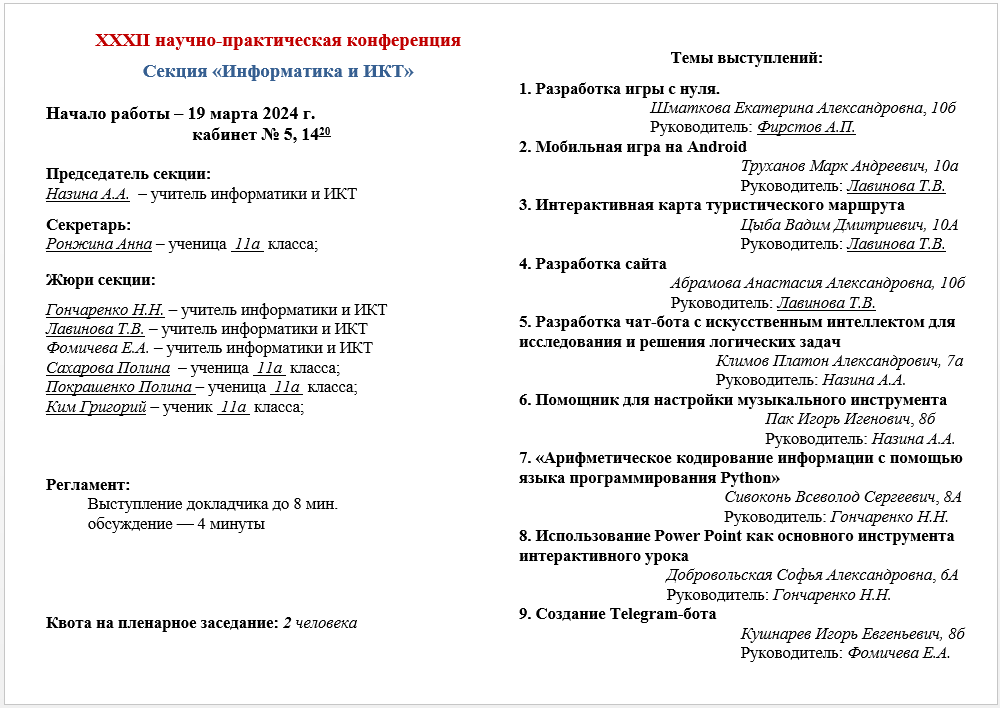 XXXII научно-практическая конференция
Секция «Информатика и ИКТ»
Начало работы – 19 марта 2024 г.
кабинет № 5, 14²⁰
Председатель секции:
Назина А.А. – учитель информатики и ИКТ
Секретарь:
Ронжина Анна – ученица 11а класса;
Жюри секции:
Гончаренко Н.Н. – учитель информатики и ИКТ
Лавинова Т.В. – учитель информатики и ИКТ
Фомичева Е.А. – учитель информатики и ИКТ
Сахарова Полина – ученица 11а класса;
Покрашенко Полина – ученица 11а класса;
Ким Григорий – ученик 11а класса;
Регламент:
Выступление докладчика до 8 мин.
обсуждение — 4 минуты
Квота на пленарное заседание: 2 человека
Темы выступлений:
1. Разработка игры с нуля.
Шматкова Екатерина Александровна, 10б
Руководитель: Фирстов А.П.
2. Мобильная игра на Android
Труханов Марк Андреевич, 10а
Руководитель: Лавинова Т.В.
3. Интерактивная карта туристического маршрута
Цыба Вадим Дмитриевич, 10А
Руководитель: Лавинова Т.В.
4. Разработка сайта
Абрамова Анастасия Александровна, 10б
Руководитель: Лавинова Т.В.
5. Разработка чат-бота с искусственным интеллектом для
исследования и решения логических задач
Климов Платон Александрович, 7а
Руководитель: Назина А.А.
6. Помощник для настройки музыкального инструмента
Пак Игорь Игенович, 8б
Руководитель: Назина А.А.
7. «Арифметическое кодирование информации с помощью
языка программирования Python»
Сивоконь Всеволод Сергеевич, 8А
Руководитель: Гончаренко Н.Н.
8. Использование Power Point как основного инструмента
интерактивного урока
Добровольская Софья Александровна, 6А
Руководитель: Гончаренко Н.Н.
9. Создание Telegram-бота
Кушнарев Игорь Евгеньевич, 8б
Руководитель: Фомичева Е.А.